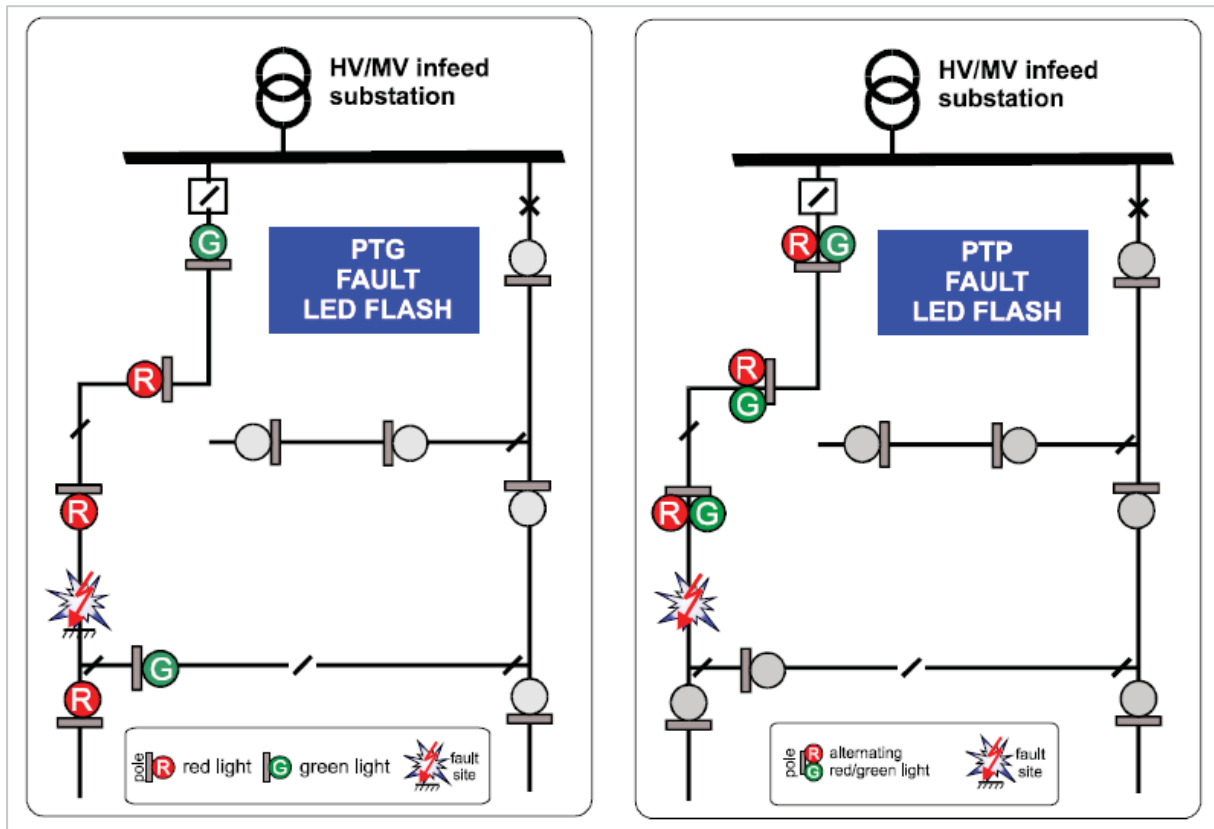 HV/MV infeed
substation
G
PTG
FAULT
LED FLASH
R
R
G
R
pole
R
red light
G
green light
fault
site
HV/MV infeed
substation
R G
PTP
FAULT
LED FLASH
R
G
R G
pole
R
G
alternating
red/green light
fault
site